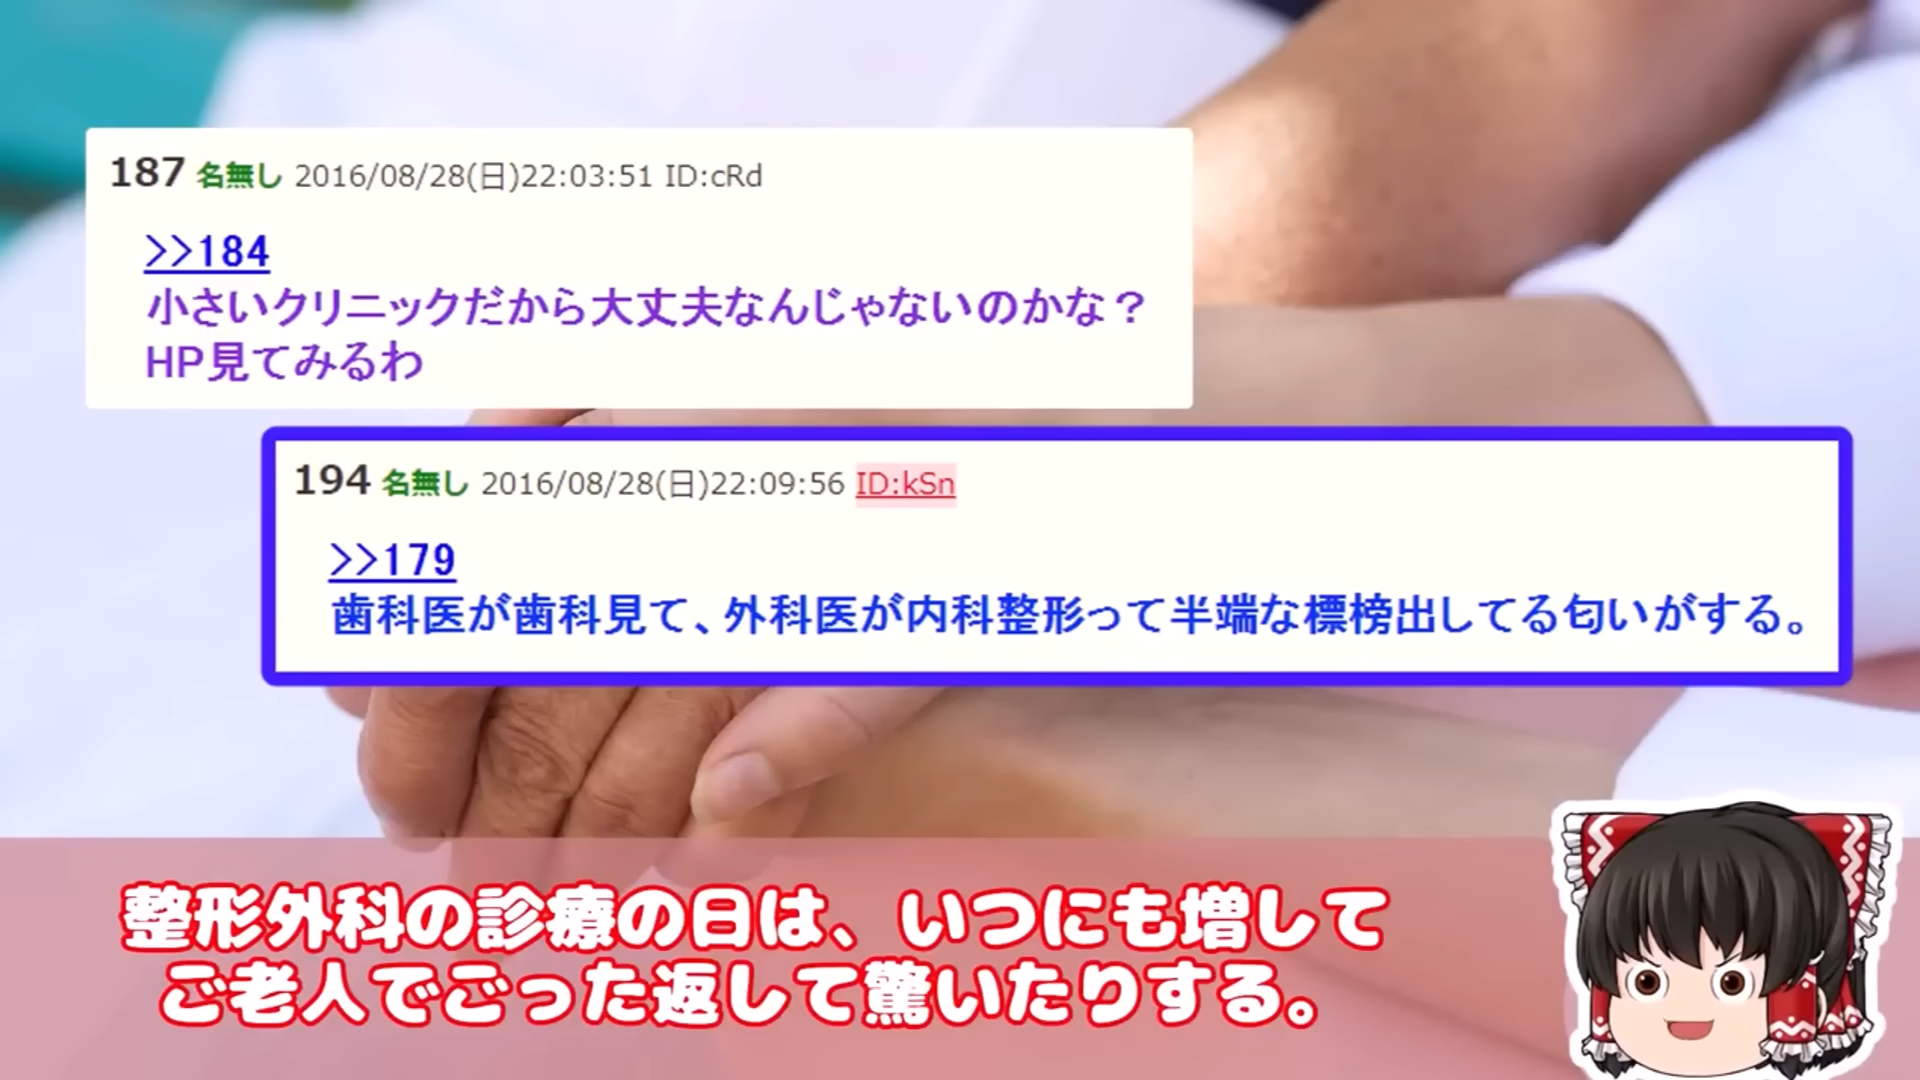 187 名無し 2016/08/28(日)22:03:51 ID:cRd
>>184
小さいクリニックだから大丈夫なんじゃないのかな？
HP見てみるわ
194 名無し 2016/08/28(日)22:09:56 ID:kSn
>>179
歯科医が歯科見て、外科医が内科整形って半端な標榜出してる匂いがする。
整形外科の診療の日は、いつにも増して
ご老人でごった返して驚いたりする。